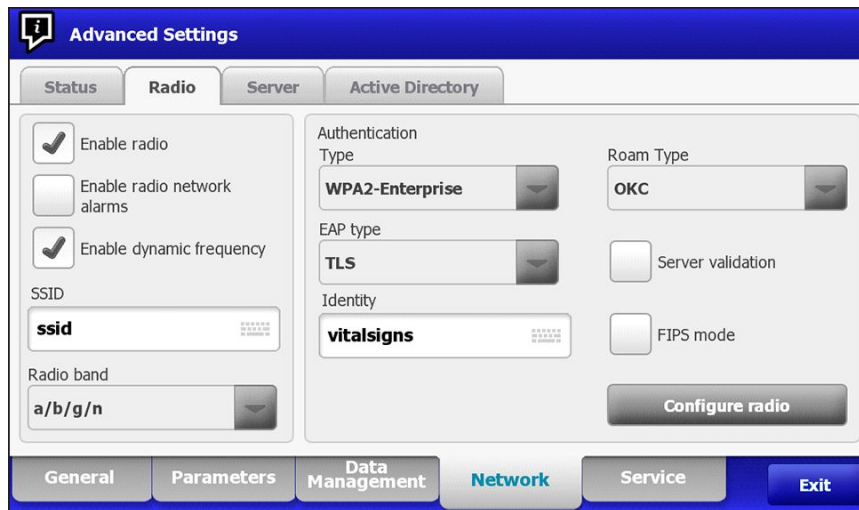 Advanced Settings
Status
Radio
Server
Active Directory
Enable radio
Enable radio network
alarms
Enable dynamic frequency
SSID
ssid
Radio band
a/b/g/n
Authentication
Type
WPA2-Enterprise
EAP type
TLS
Identity
vitalsigns
Roam Type
OKC
Server validation
FIPS mode
Configure radio
General
Parameters
Data
Management
Network
Service
Exit